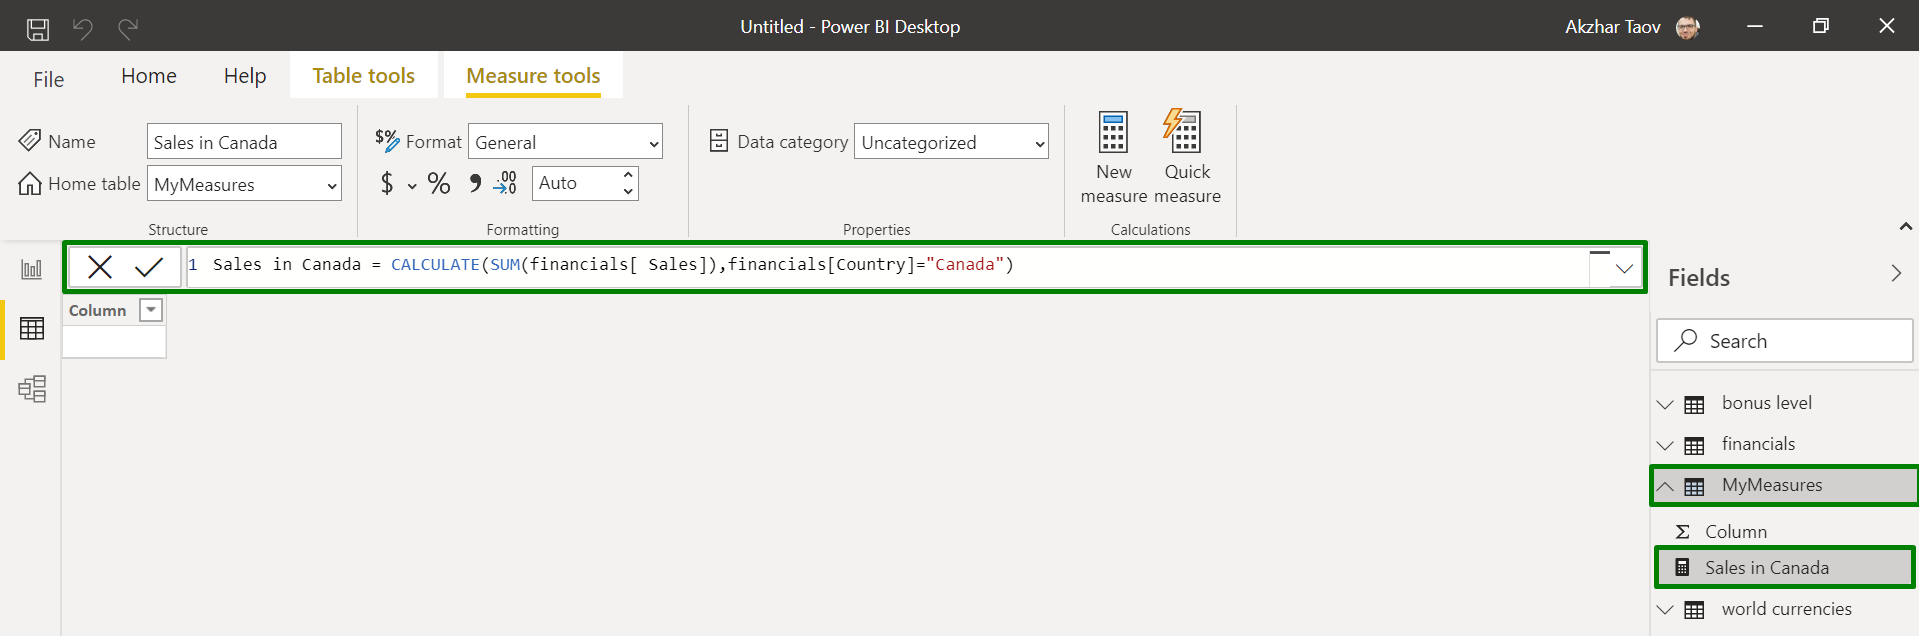 Untitled - Power BI Desktop
Akzhar Taov
File Home Help Table tools Measure tools
Name Sales in Canada
Home table MyMeasures
Structure
$% Format General
$ % , .00 →.0 Auto
Formatting
Data category Uncategorized
Properties
New measure
Quick measure
Calculations
1 Sales in Canada = CALCULATE(SUM(financials[ Sales]),financials[Country]="Canada")
Column
Fields
Search
bonus level
financials
MyMeasures
Σ Column
Sales in Canada
world currencies